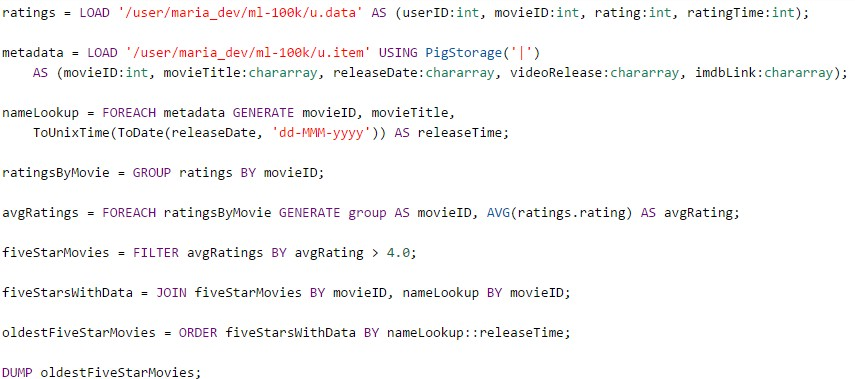 ratings = LOAD '/user/maria_dev/ml-100k/u.data' AS (userID:int, movieID:int, rating:int, ratingTime:int);
metadata = LOAD '/user/maria_dev/ml-100k/u.item' USING PigStorage('|')
AS (movieID:int, movieTitle:chararray, releaseDate:chararray, videoRelease:chararray, imdbLink:chararray);
nameLookup = FOREACH metadata GENERATE movieID, movieTitle,
ToUnixTime(ToDate(releaseDate, 'dd-MMM-yyyy')) AS releaseTime;
ratingsByMovie = GROUP ratings BY movieID;
avgRatings = FOREACH ratingsByMovie GENERATE group AS movieID, AVG(ratings.rating) AS avgRating;
fiveStarMovies = FILTER avgRatings BY avgRating > 4.0;
fiveStarsWithData = JOIN fiveStarMovies BY movieID, nameLookup BY movieID;
oldestFiveStarMovies = ORDER fiveStarsWithData BY nameLookup::releaseTime;
DUMP oldestFiveStarMovies;